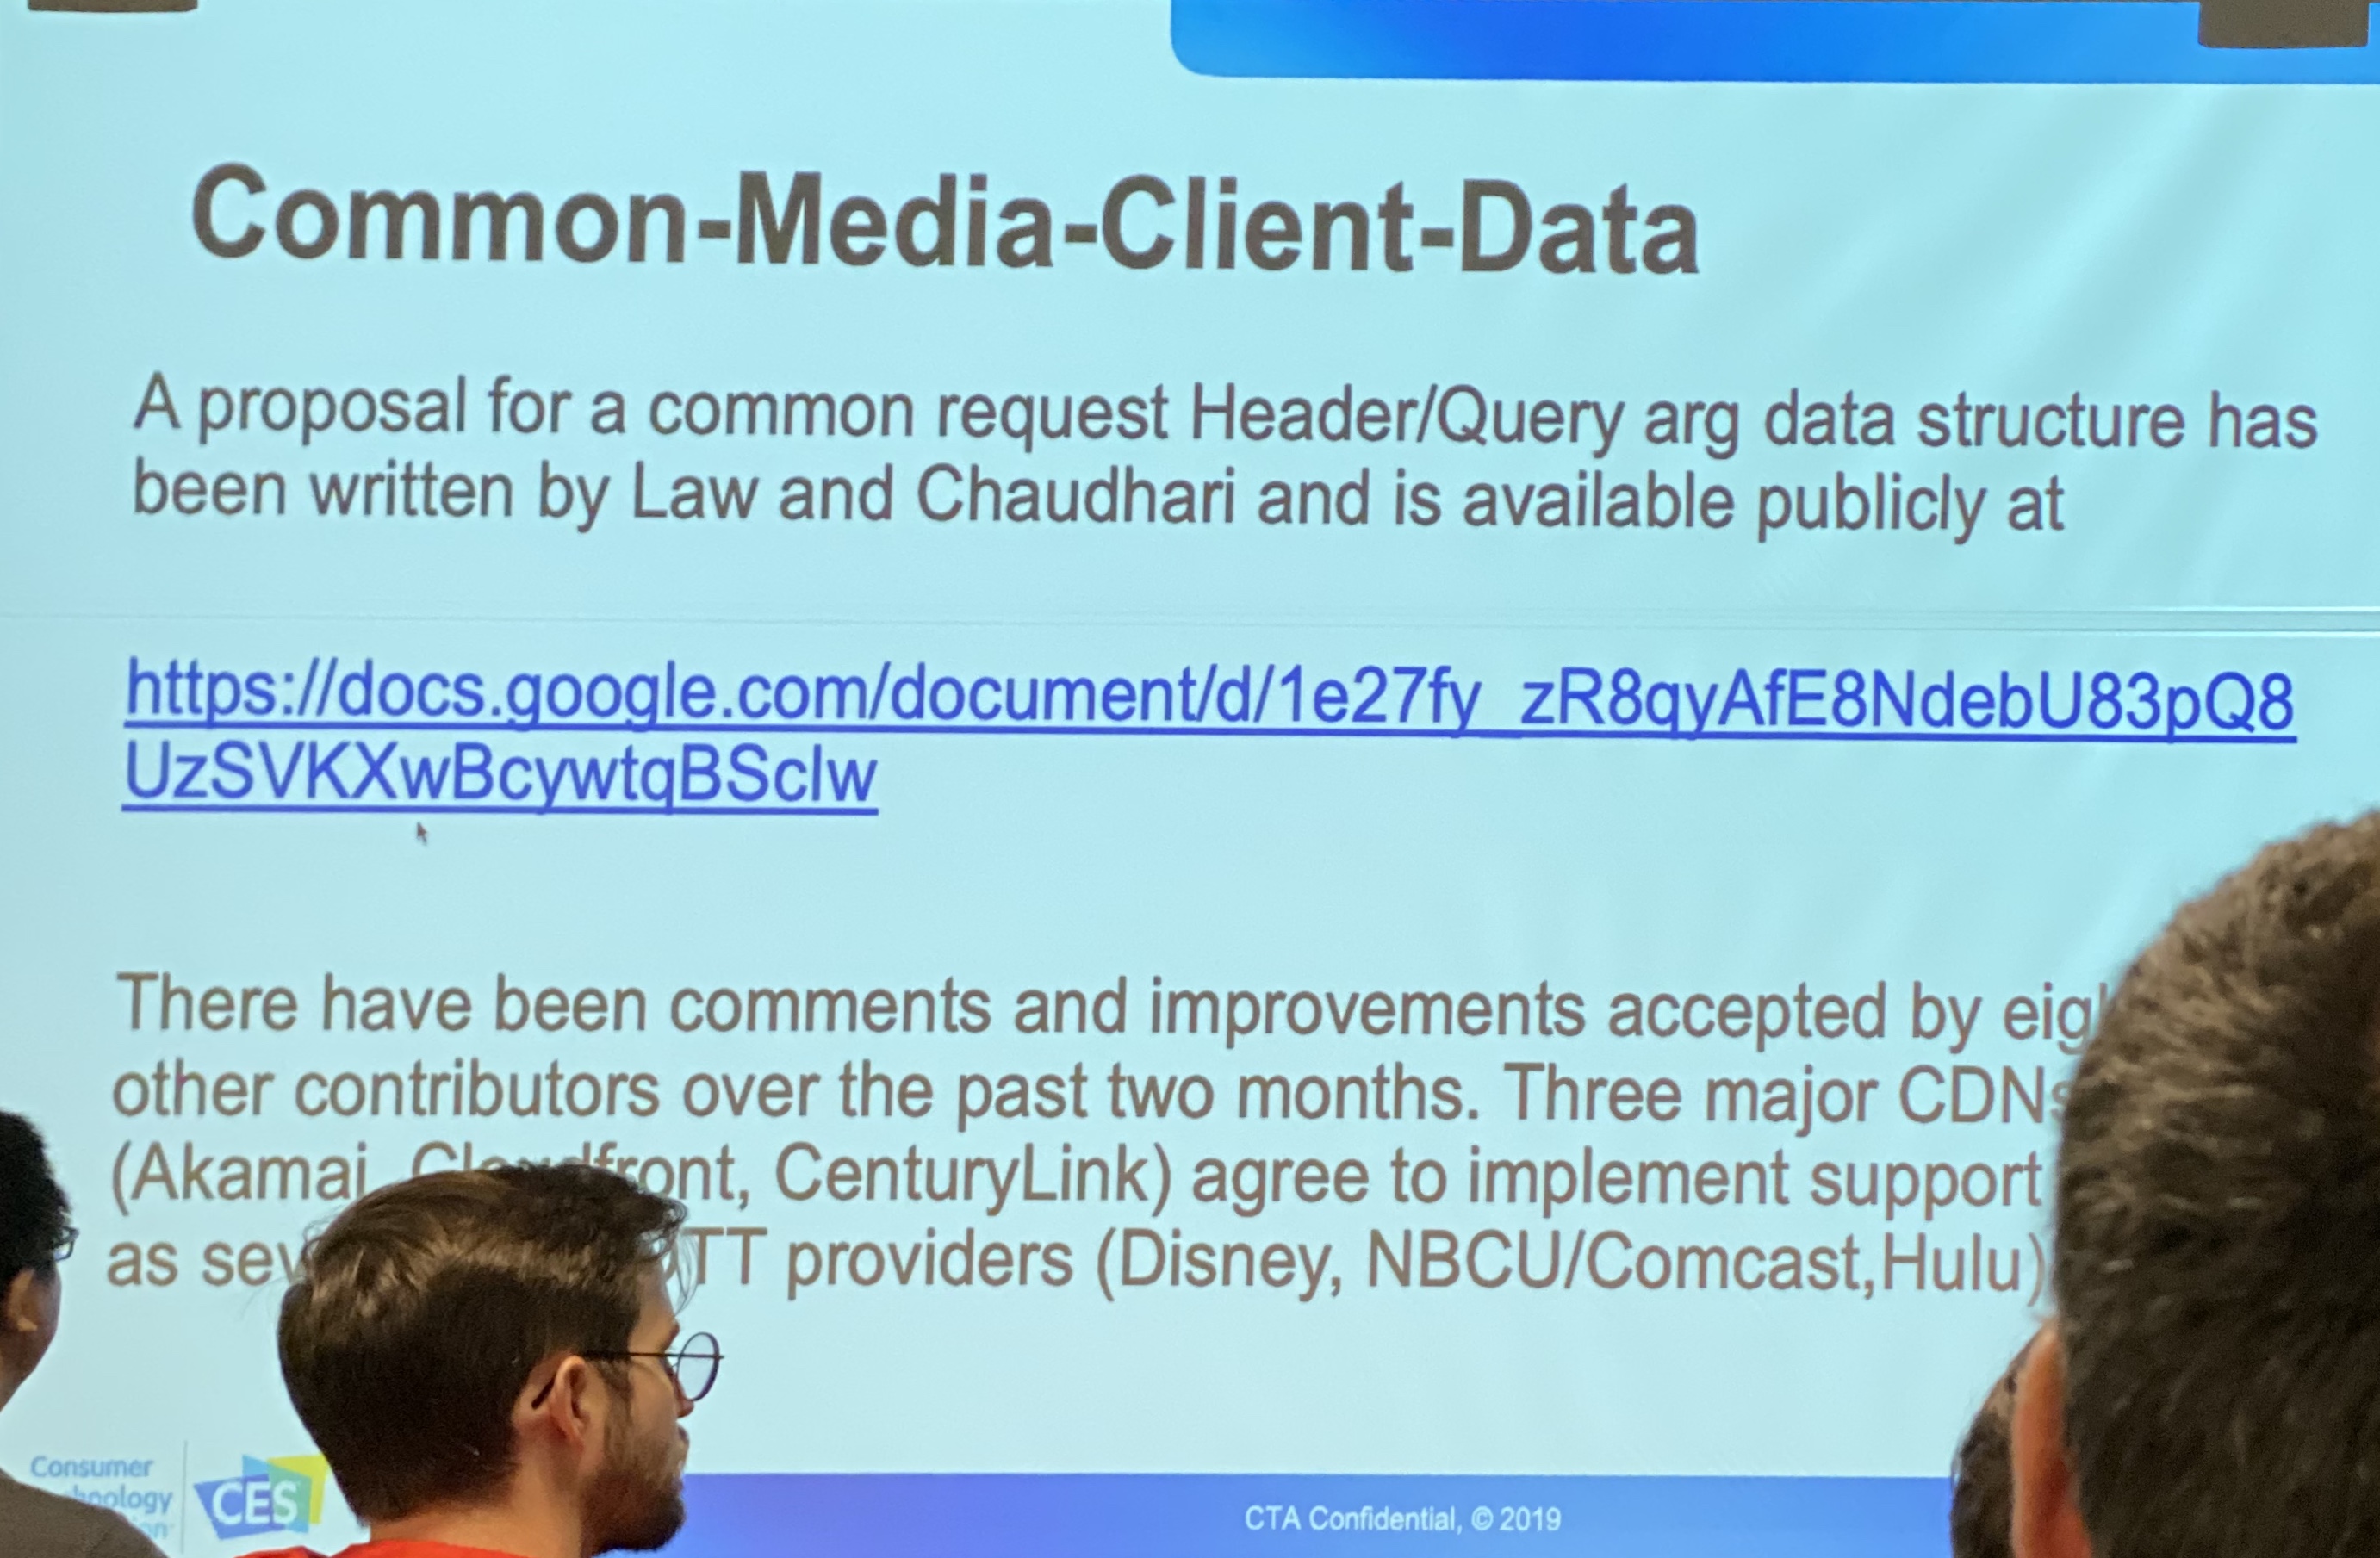 Common-Media-Client-Data
A proposal for a common request Header/Query arg data structure has
been written by Law and Chaudhari and is available publicly at
https://docs.google.com/document/d/1e27fy_zR8qyAfE8NdebU83pQ8
UzSVKXwBcywtqBSclw
There have been comments and improvements accepted by
other contributors over the past two months. Three major CDNs
(Akamai, Cloudfront, CenturyLink) agree to implement support
as providers (Disney, NBCU/Comcast,Hulu)
Consumer
CES
CTA Confidential, © 2019